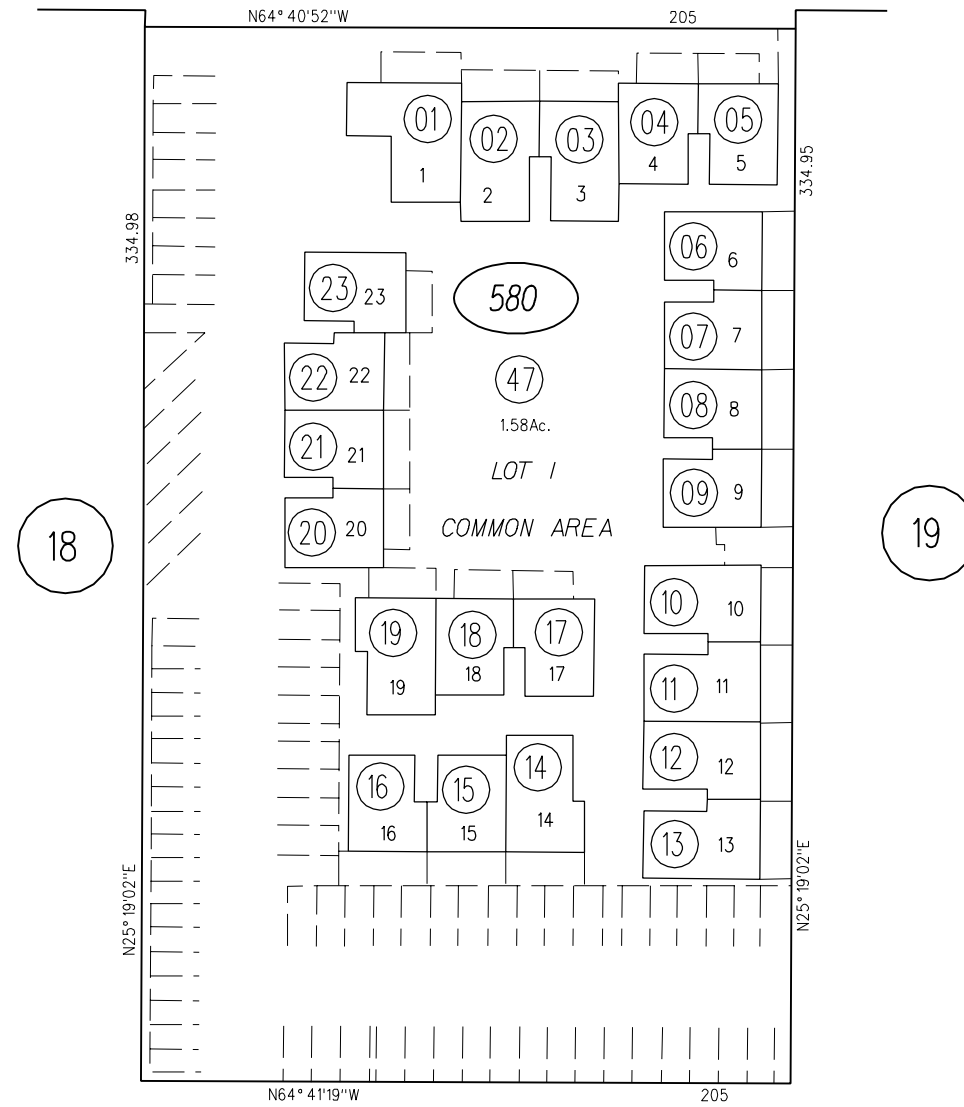 N64° 40'52"W 205
01 02 03 04 05
1 2 3 4 5
334.98
334.95
06 6
23 23
580
07 7
22 22
47
08 8
1.58Ac.
21 21
LOT 1
09 9
20 20
COMMON AREA
18
19
10 10
19 18 17
19 18 17
11 11
12 12
16 15 14
16 15 14
13 13
N25° 19'02"E
N25° 19'02"E
N64° 41'19"W 205